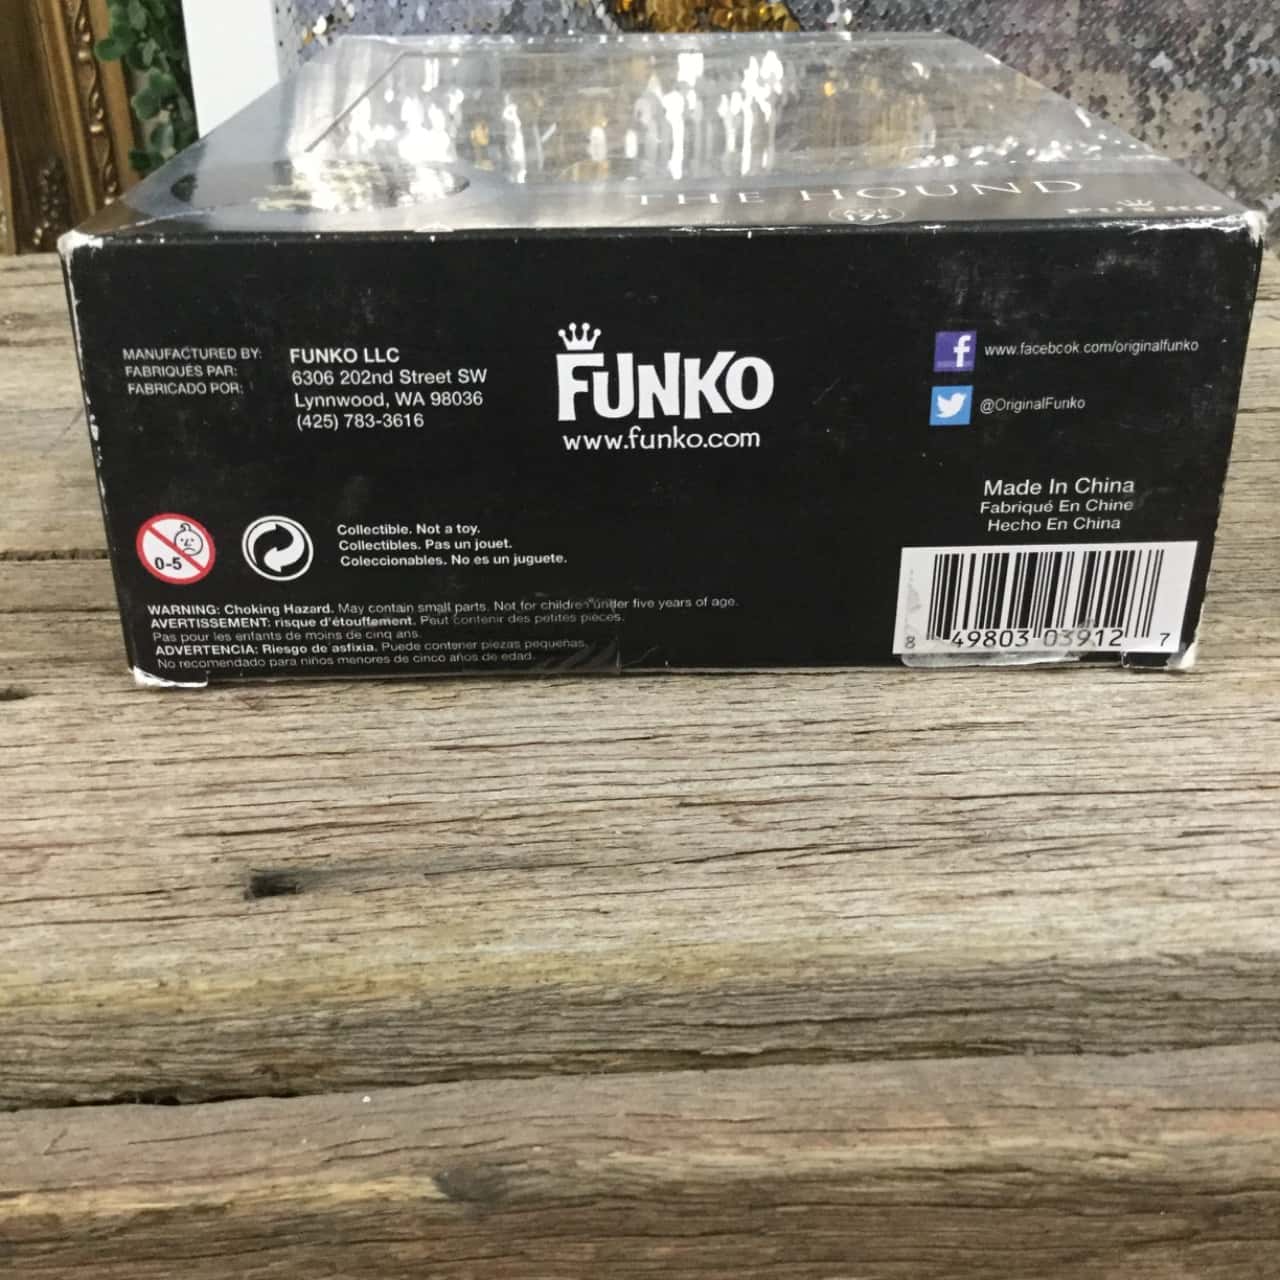 THE HOUND
17+
FUNKO
MANUFACTURED BY:
FABRIQUÉS PAR:
FABRICADO POR:
FUNKO LLC
6306 202nd Street SW
Lynnwood, WA 98036
(425) 783-3616
FUNKO
www.funko.com
f www.facebook.com/originalfunko
@OriginalFunko
Made In China
Fabriqué En Chine
Hecho En China
0-5
Collectible. Not a toy.
Collectibles. Pas un jouet.
Coleccionables. No es un juguete.
WARNING: Choking Hazard. May contain small parts. Not for children under five years of age.
AVERTISSEMENT: risque d'étouffement. Peut contenir des petites pièces.
Pas pour les enfants de moins de cinq ans.
ADVERTENCIA: Riesgo de asfixia. Puede contener piezas pequeñas.
No recomendado para niños menores de cinco años de edad.
8 49803 03912 7